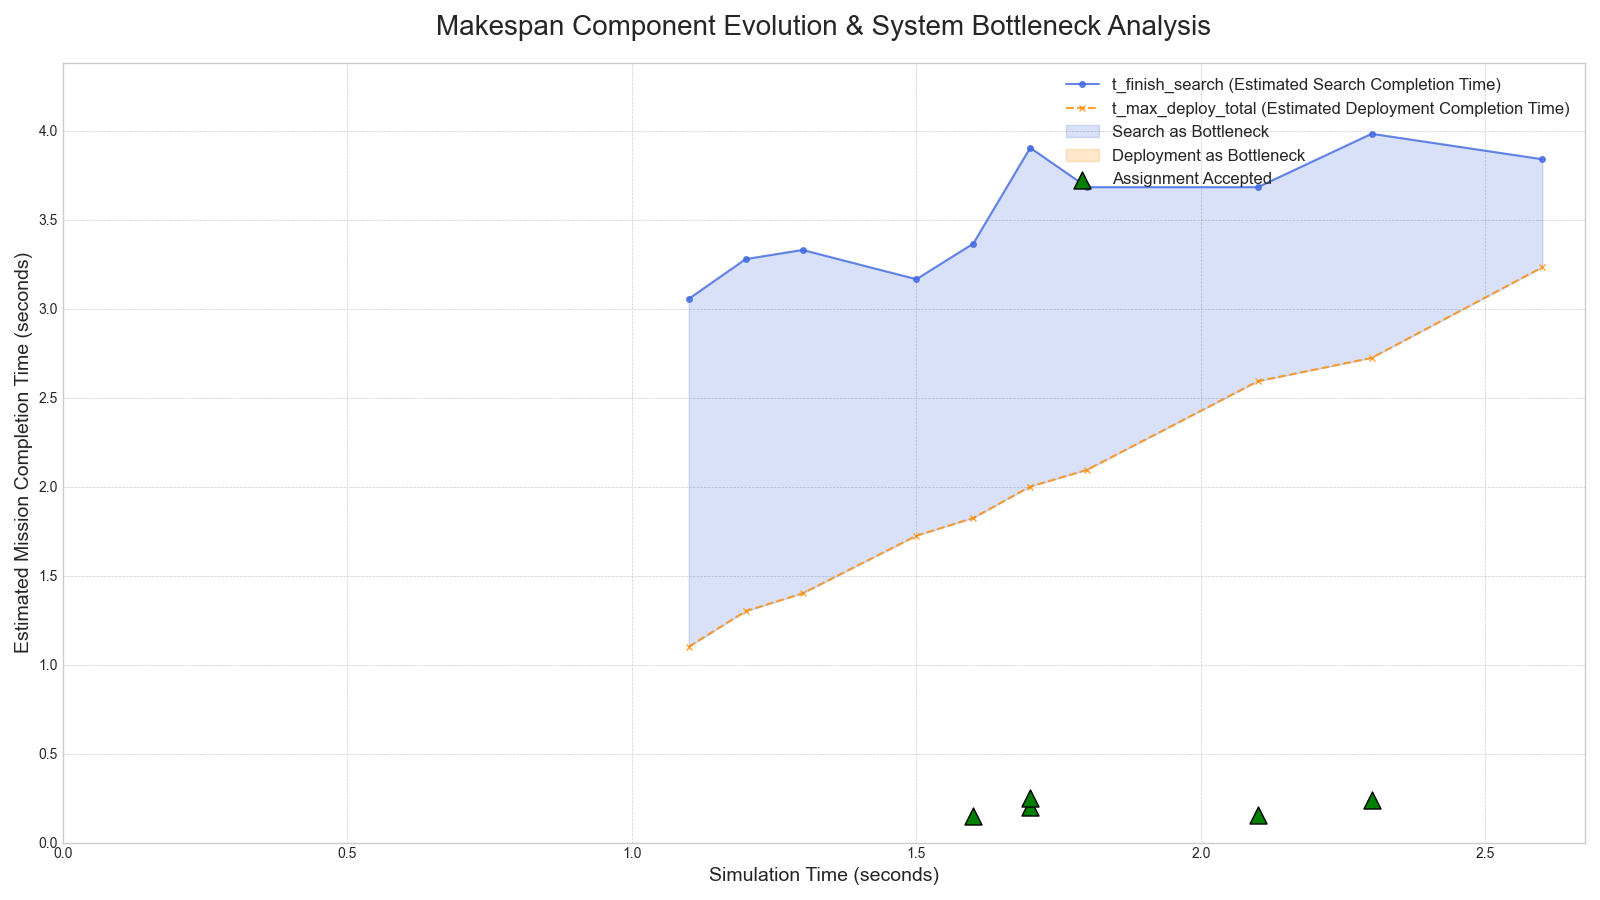 Makespan Component Evolution & System Bottleneck Analysis
t_finish_search (Estimated Search Completion Time)
t_max_deploy_total (Estimated Deployment Completion Time)
Search as Bottleneck
Deployment as Bottleneck
Assignment Accepted
Estimated Mission Completion Time (seconds)
4.0
3.5
3.0
2.5
2.0
1.5
1.0
0.5
0.0
0.0 0.5 1.0 1.5 2.0 2.5
Simulation Time (seconds)